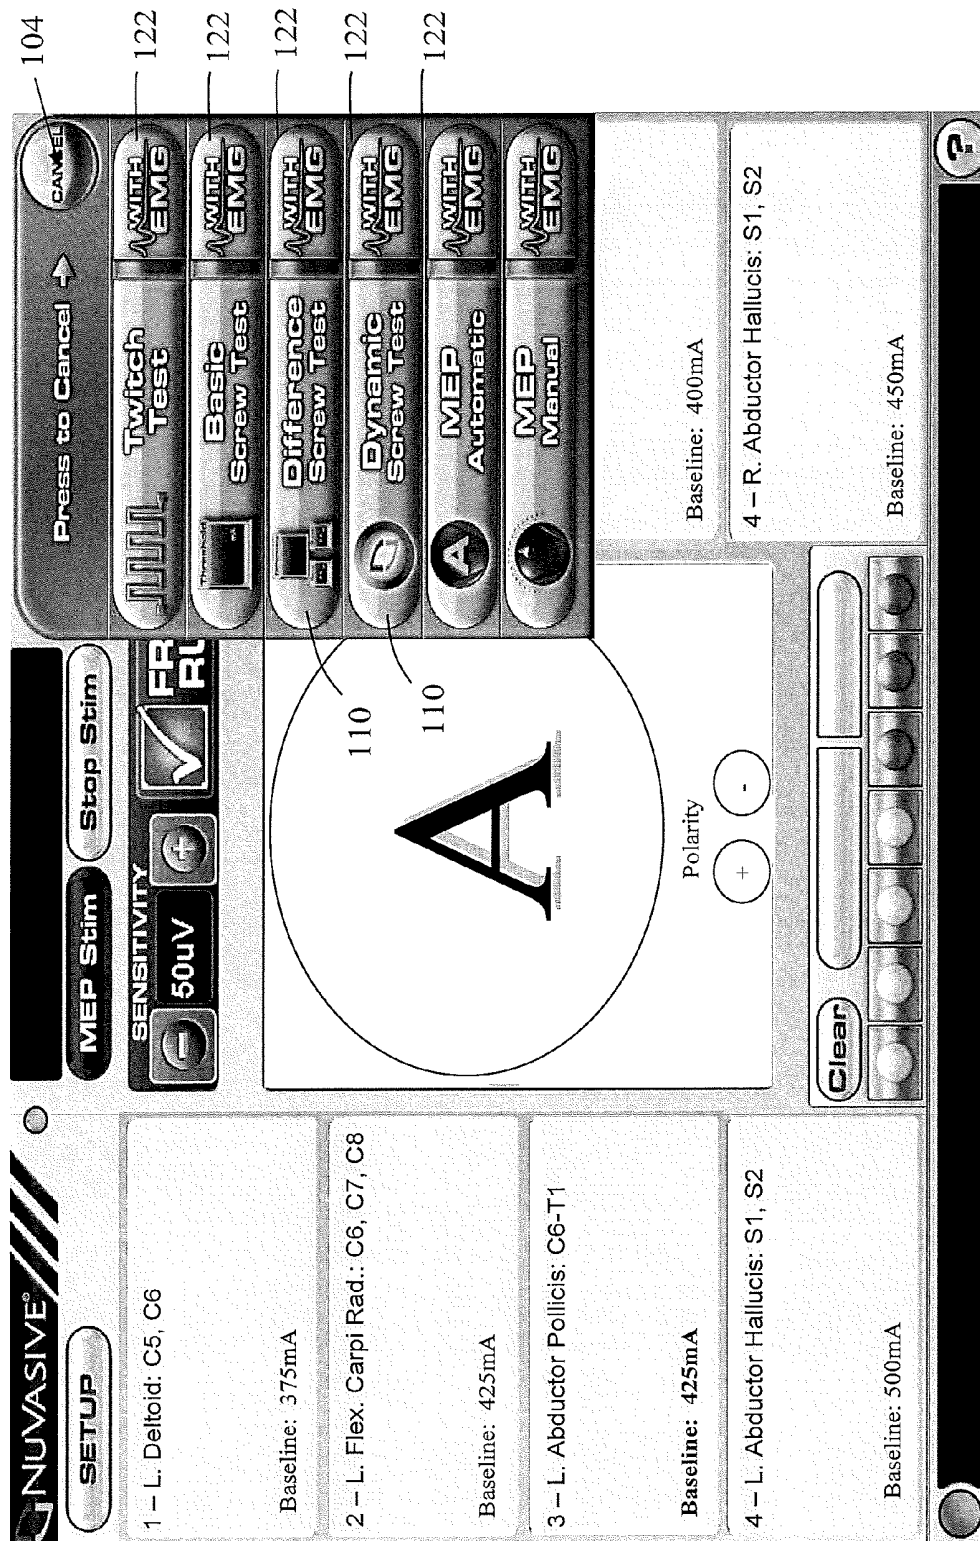 NUVASIVE®
SETUP
1 – L. Deltoid: C5, C6
Baseline: 375mA
2 – L. Flex. Carpi Rad.: C6, C7, C8
Baseline: 425mA
3 – L. Abductor Pollicis: C6-T1
Baseline: 425mA
4 – L. Abductor Hallucis: S1, S2
Baseline: 500mA
MEP Stim
Stop Stim
SENSITIVITY
–
50uV
+
FR
RU
A
Polarity
+
-
Clear
Press to Cancel
CANCEL
Twitch
Test
WITH
EMG
Threshold
mA
Basic
Screw Test
WITH
EMG
Difference
Screw Test
WITH
EMG
Dynamic
Screw Test
WITH
EMG
A
MEP
Automatic
WITH
EMG
MEP
Manual
WITH
EMG
Baseline: 400mA
4 – R. Abductor Hallucis: S1, S2
Baseline: 450mA
?
104
122
122
122
122
122
110
110